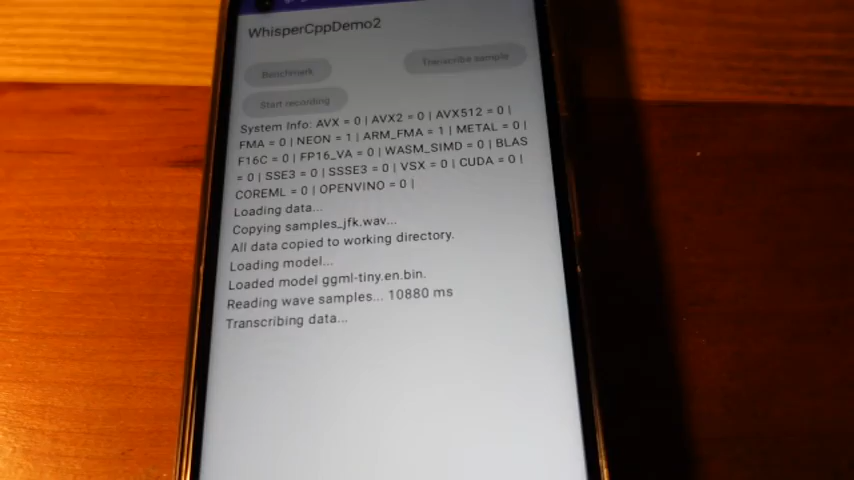 WhisperCppDemo2
Benchmark
Transcribe sample
Start recording
System Info: AVX = 0 | AVX2 = 0 | AVX512 = 0 |
FMA = 0 | NEON = 1 | ARM_FMA = 1 | METAL = 0 |
F16C = 0 | FP16_VA = 0 | WASM_SIMD = 0 | BLAS
= 0 | SSE3 = 0 | SSSE3 = 0 | VSX = 0 | CUDA = 0 |
COREML = 0 | OPENVINO = 0 |
Loading data...
Copying samples_jfk.wav...
All data copied to working directory.
Loading model...
Loaded model ggml-tiny.en.bin.
Reading wave samples... 10880 ms
Transcribing data...